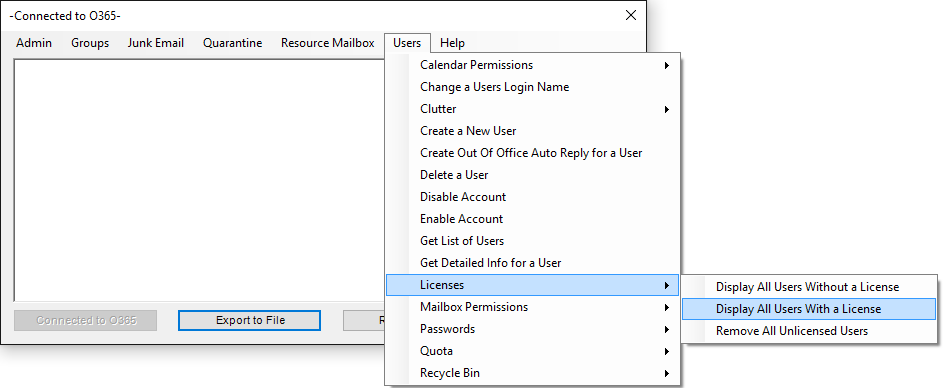 -Connected to O365-
Admin Groups Junk Email Quarantine Resource Mailbox Users Help
Calendar Permissions
Change a Users Login Name
Clutter
Create a New User
Create Out Of Office Auto Reply for a User
Delete a User
Disable Account
Enable Account
Get List of Users
Get Detailed Info for a User
Licenses
Display All Users Without a License
Display All Users With a License
Remove All Unlicensed Users
Mailbox Permissions
Passwords
Quota
Recycle Bin
Connected to O365
Export to File